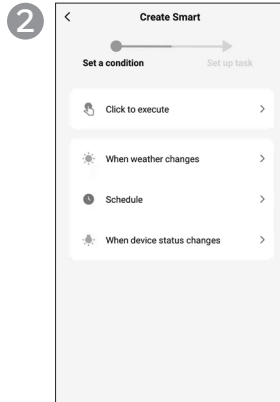 2
Create Smart
Set a condition Set up task
Click to execute
When weather changes
Schedule
When device status changes